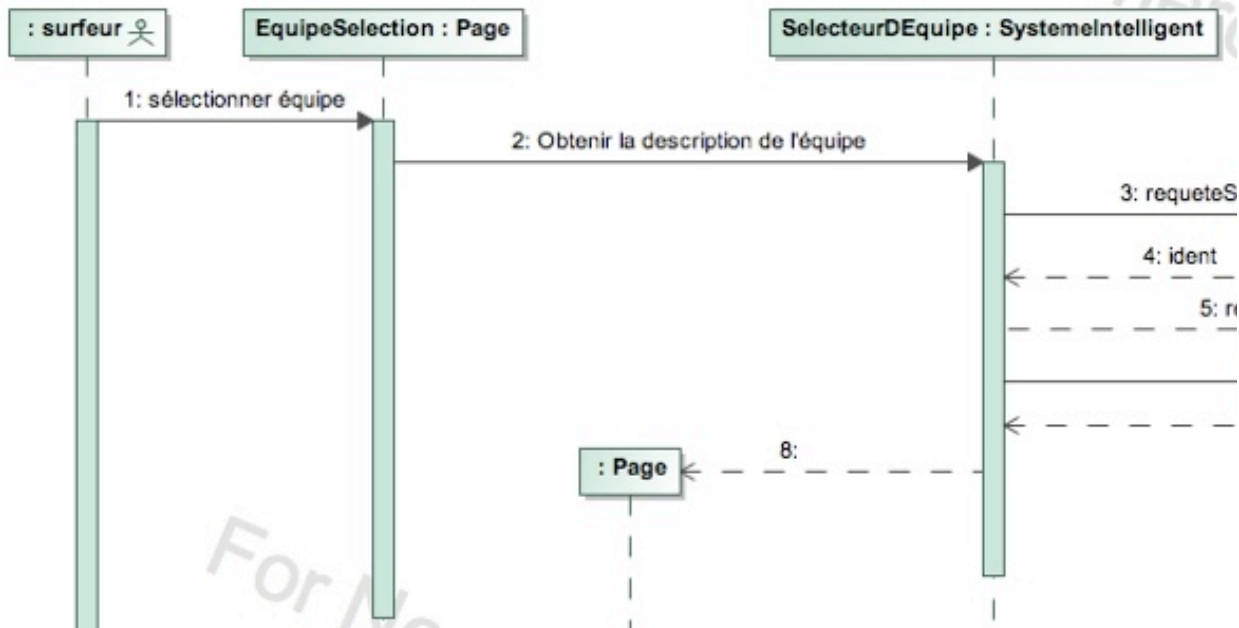 : surfeur
EquipeSelection : Page
SelecteurDEquipe : SystemeIntelligent
1: sélectionner équipe
2: Obtenir la description de l'équipe
3: requeteS
4: ident
5: re
8:
: Page
For